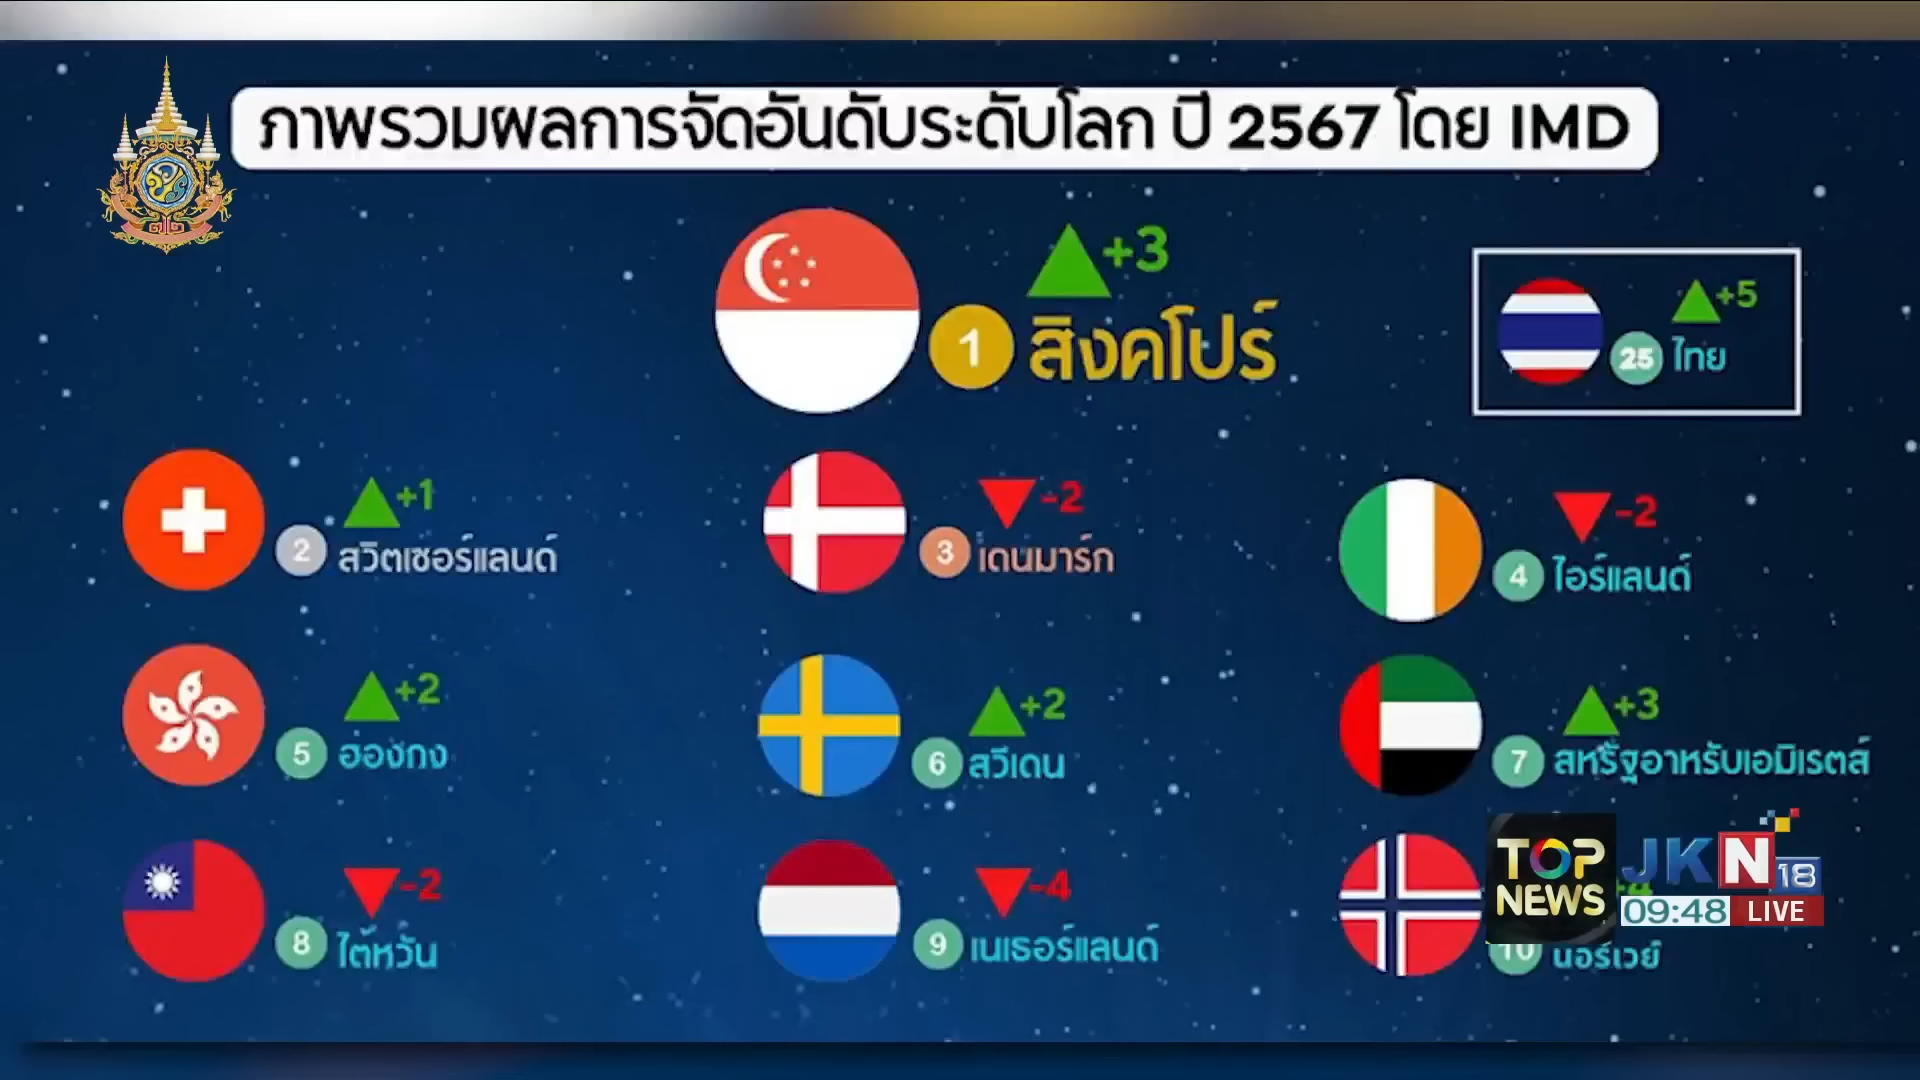 ภาพรวมผลการจัดอันดับระดับโลก ปี 2567 โดย IMD
+3
1 สิงคโปร์
+5
25 ไทย
+1
2 สวิตเซอร์แลนด์
-2
3 เดนมาร์ก
-2
4 ไอร์แลนด์
+2
5 ฮ่องกง
+2
6 สวีเดน
+3
7 สหรัฐอาหรับเอมิเรตส์
-2
8 ไต้หวัน
-4
9 เนเธอร์แลนด์
10 นอร์เวย์
TOP NEWS
JKN 18
09:48 LIVE